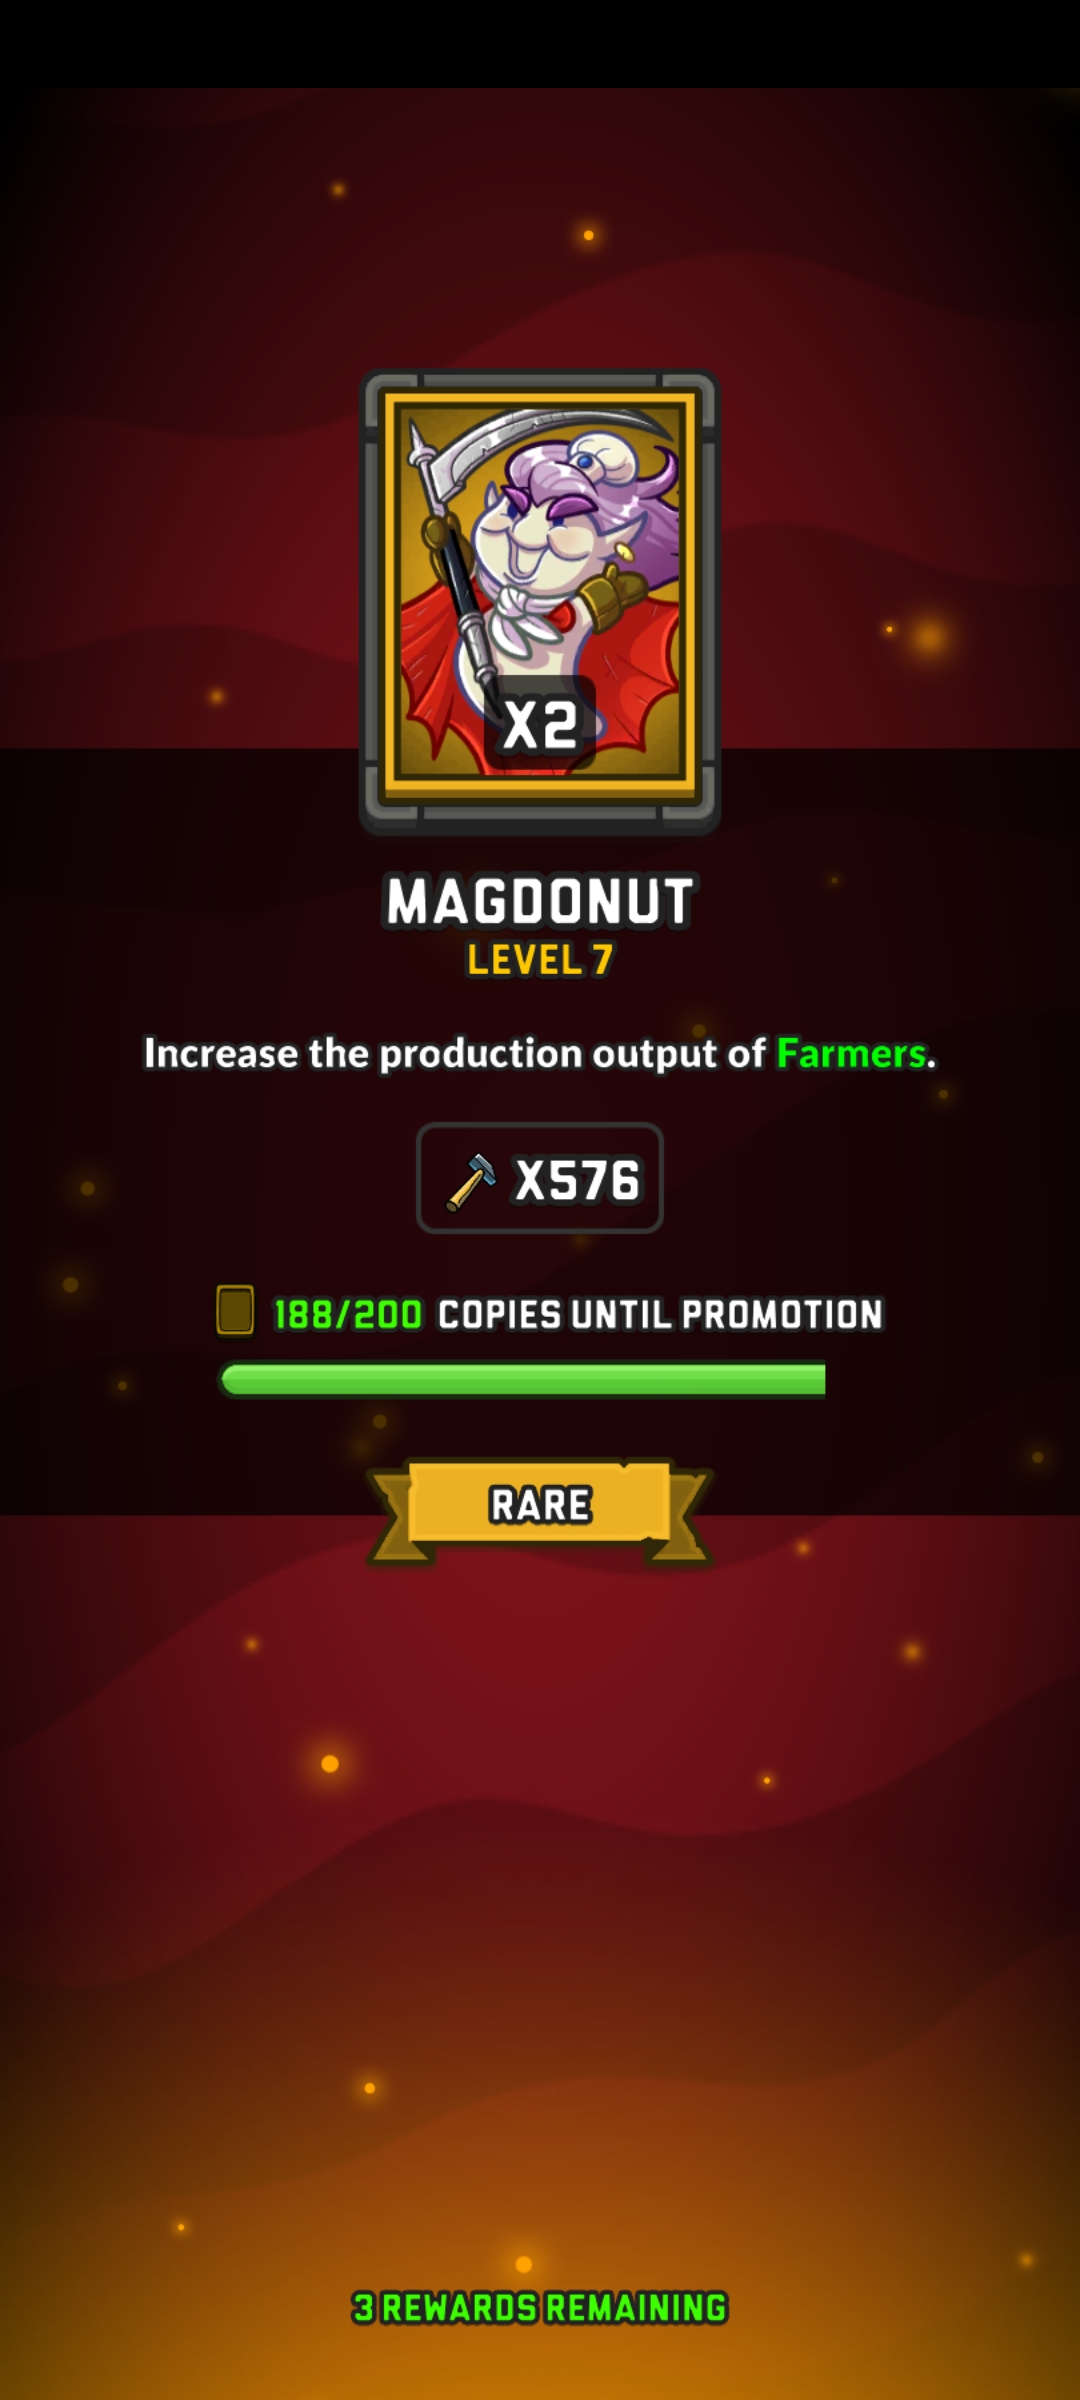 X2
MAGDONUT
LEVEL 7
Increase the production output of Farmers.
X576
188/200 COPIES UNTIL PROMOTION
RARE
3 REWARDS REMAINING